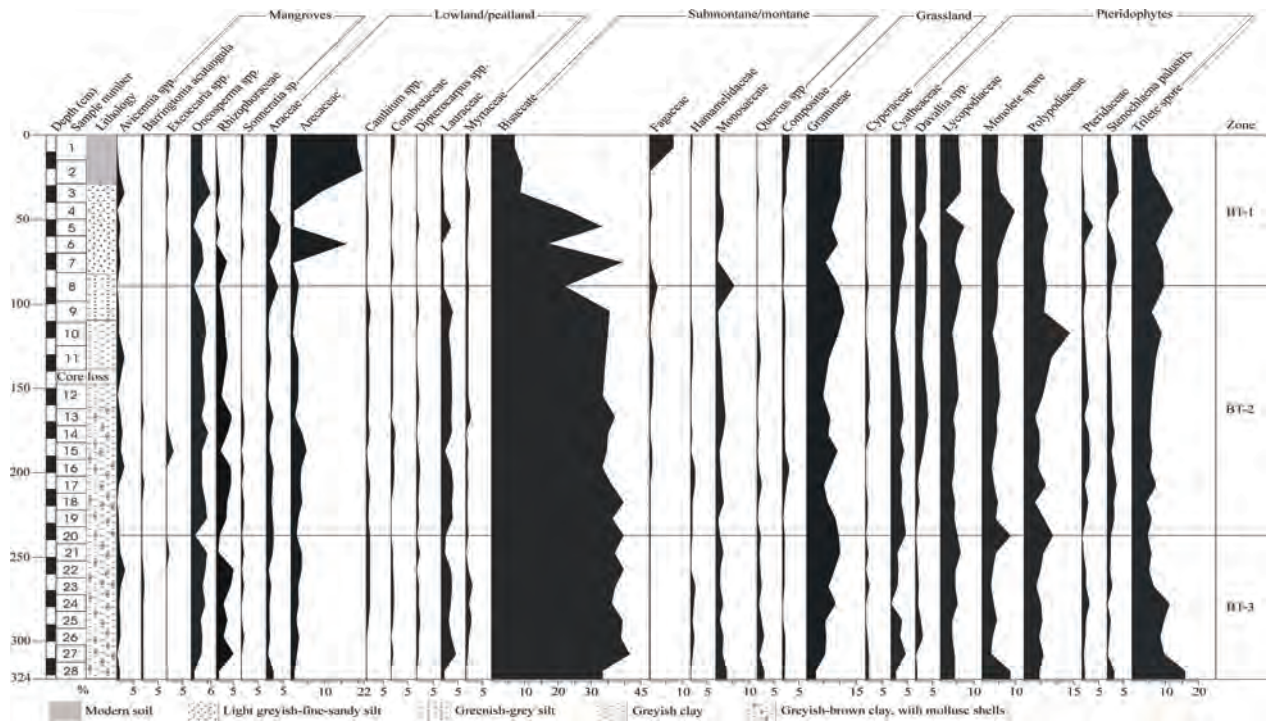 Mangroves Lowland/peatland Submontane/montane Grassland Pteridophytes
Depth (cm)
Sample number
Lithology
Avicennia spp.
Barringtonia acutangula
Excoecaria spp.
Oncosperma spp.
Rhizophoraceae
Sonneratia sp.
Araceae
Arecaceae
Canthium spp.
Combretaceae
Dipterocarpus spp.
Lauraceae
Myrtaceae
Bisaccate
Fagaceae
Hamamelidaceae
Monocolpate
Quercus spp.
Compositae
Gramineae
Cyperaceae
Cyatheaceae
Davallia spp.
Lycopodiaceae
Monolete spore
Polypodiaceae
Pteridaceae
Stenochlaena palustris
Trilete spore
Zone
0
1
2
3
4
50
5
6
7
8
100
9
10
11
Core loss
150
12
13
14
15
200
16
17
18
19
20
250
21
22
23
24
25
300
26
27
324
28
BT-1
BT-2
BT-3
% 5 5 5 6 5 5 10 22 5 5 5 5 10 20 30 45 10 5 5 5 15 5 5 5 10 10 15 5 5 10 20
Modern soil Light greyish-fine-sandy silt Greenish-grey silt Greyish clay Greyish-brown clay, with mollusc shells